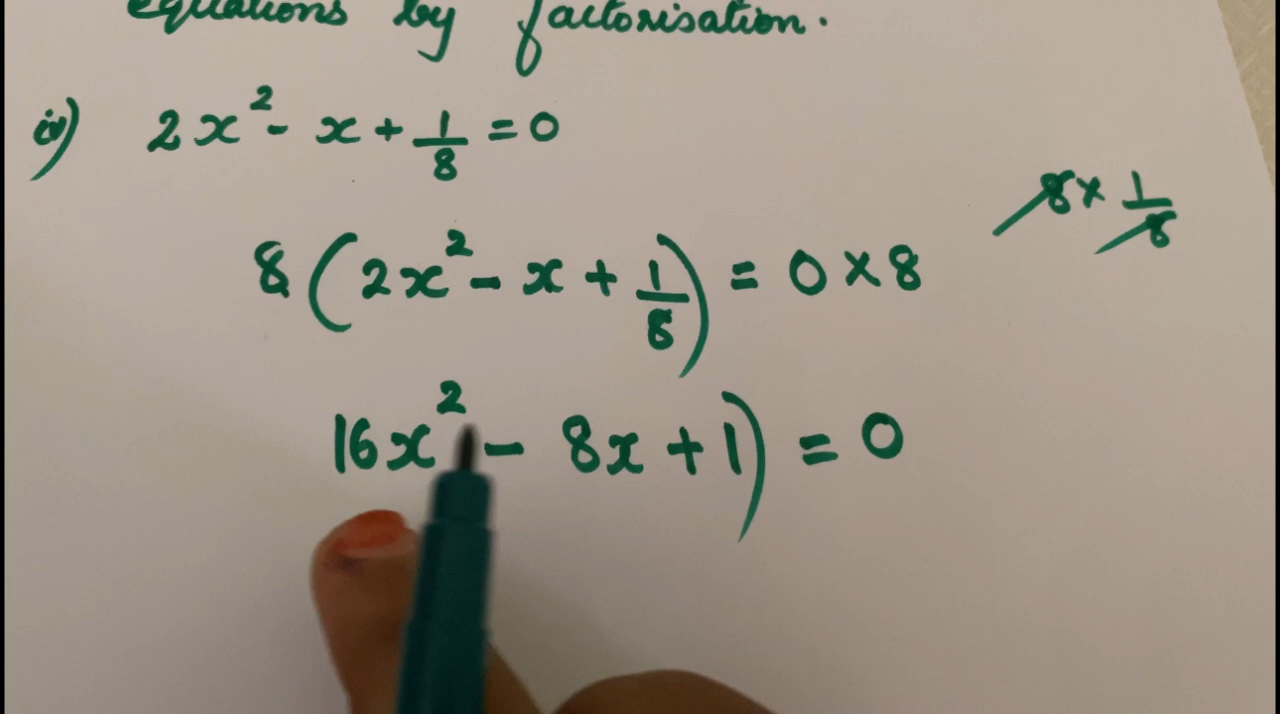 equations by factorisation.
iv) 2x² - x + 1/8 = 0
8 × 1/8
8 (2x² - x + 1/8) = 0 × 8
16x² - 8x + 1) = 0